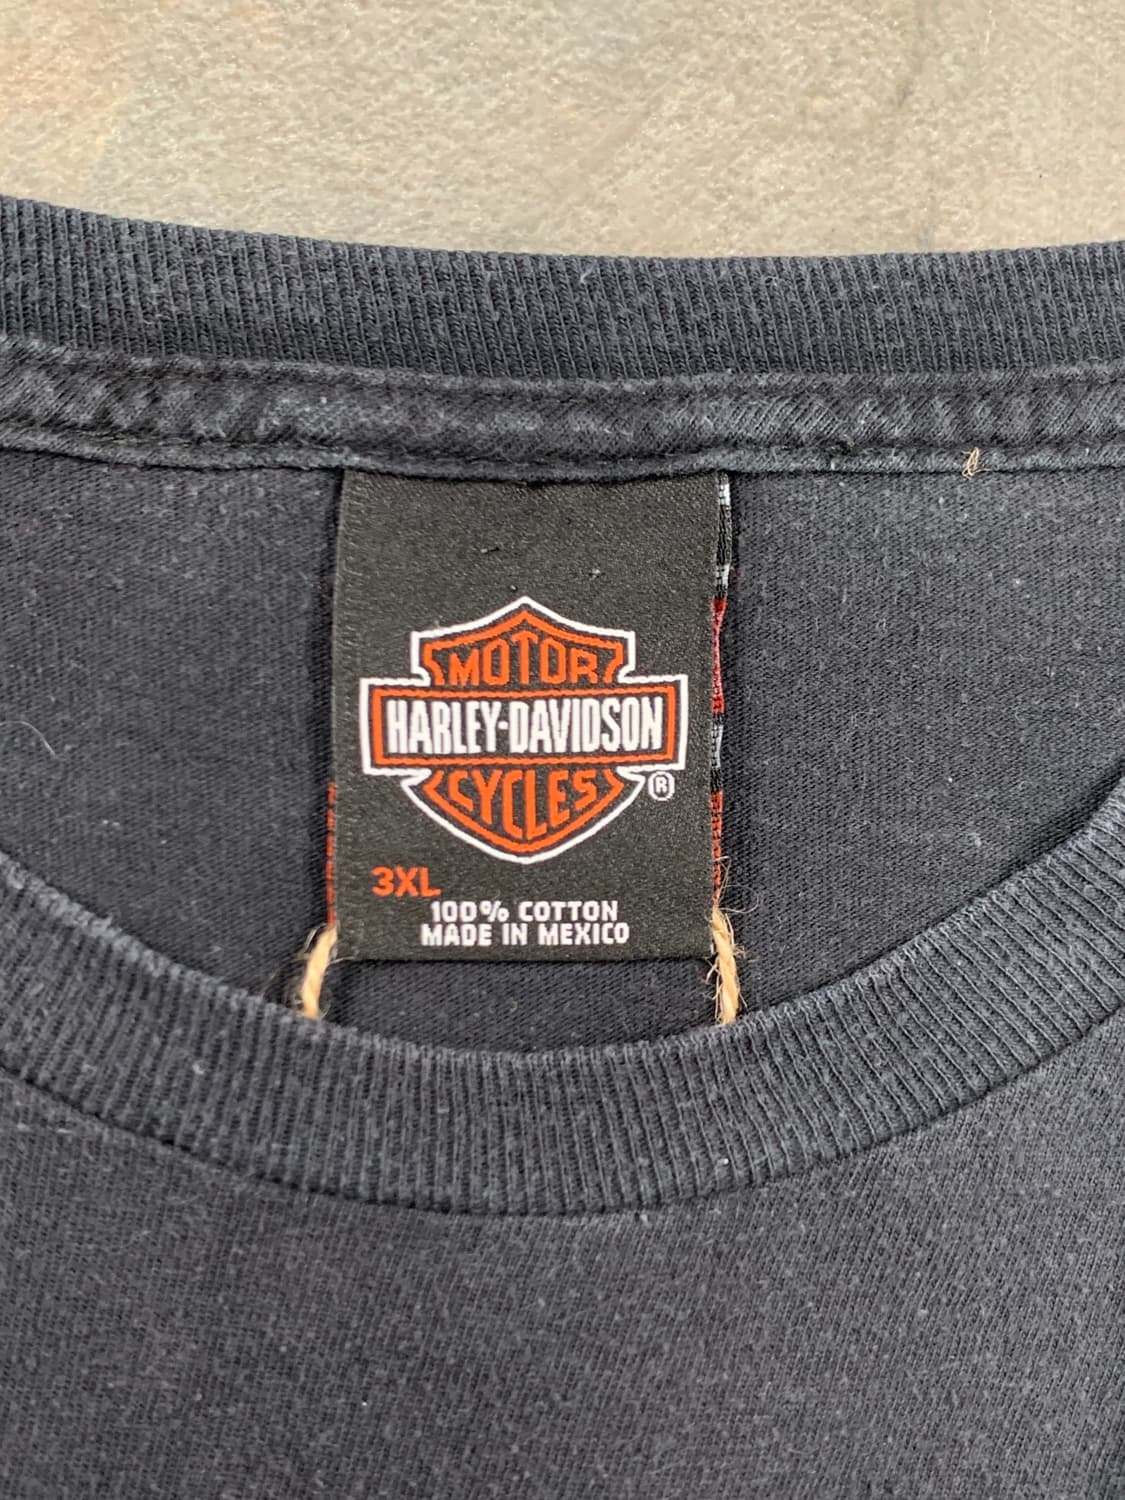 MOTOR
HARLEY-DAVIDSON
CYCLES
®
3XL
100% COTTON
MADE IN MEXICO